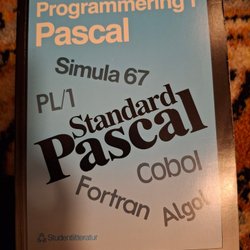 Programmering i
Pascal
Simula 67
PL/1
Standard
Pascal
Cobol
Fortran
Algol
Studentlitteratur